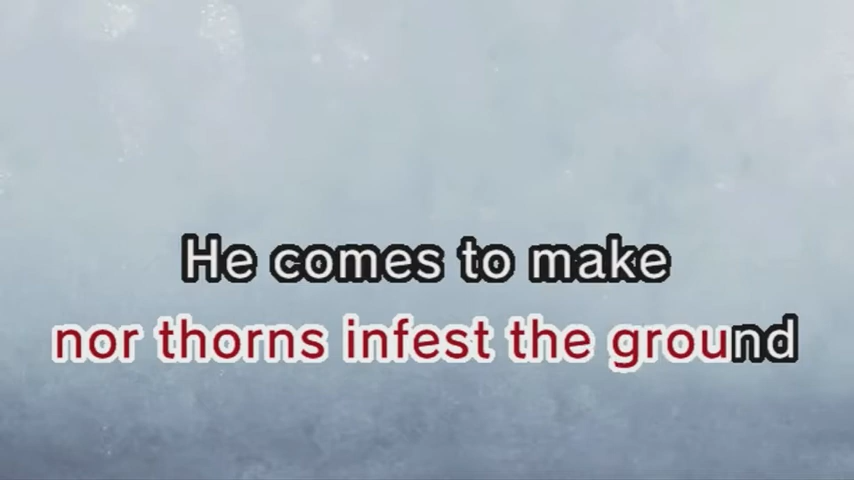 He comes to make
nor thorns infest the ground